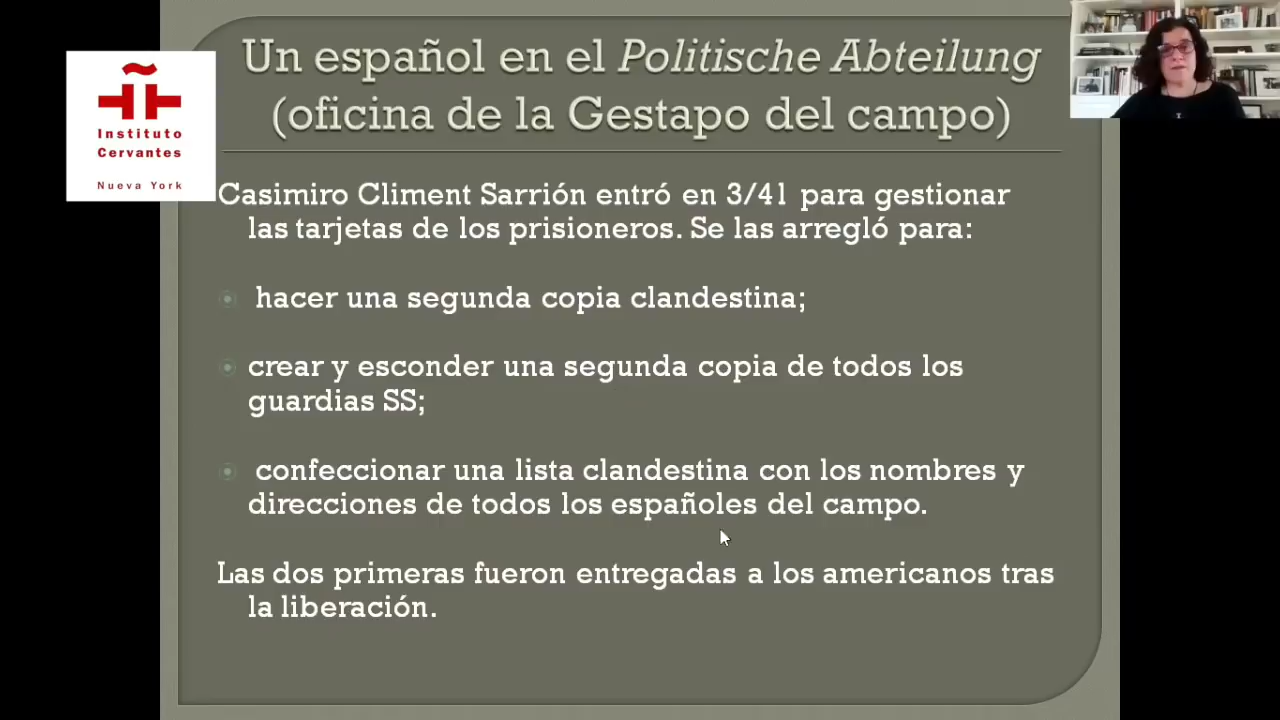 Un español en el Politische Abteilung
(oficina de la Gestapo del campo)
Instituto
Cervantes
Nueva York
Casimiro Climent Sarrión entró en 3/41 para gestionar
las tarjetas de los prisioneros. Se las arregló para:
hacer una segunda copia clandestina;
crear y esconder una segunda copia de todos los
guardias SS;
confeccionar una lista clandestina con los nombres y
direcciones de todos los españoles del campo.
Las dos primeras fueron entregadas a los americanos tras
la liberación.